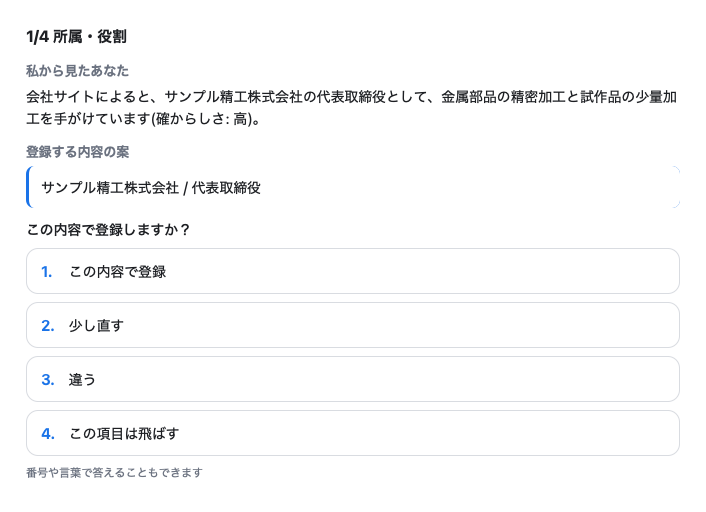 1/4 所属・役割
私から見たあなた
会社サイトによると、サンプル精工株式会社の代表取締役として、金属部品の精密加工と試作品の少量加
工を手がけています(確からしさ: 高)。
登録する内容の案
サンプル精工株式会社 / 代表取締役
この内容で登録しますか？
1. この内容で登録
2. 少し直す
3. 違う
4. この項目は飛ばす
番号や言葉で答えることもできます